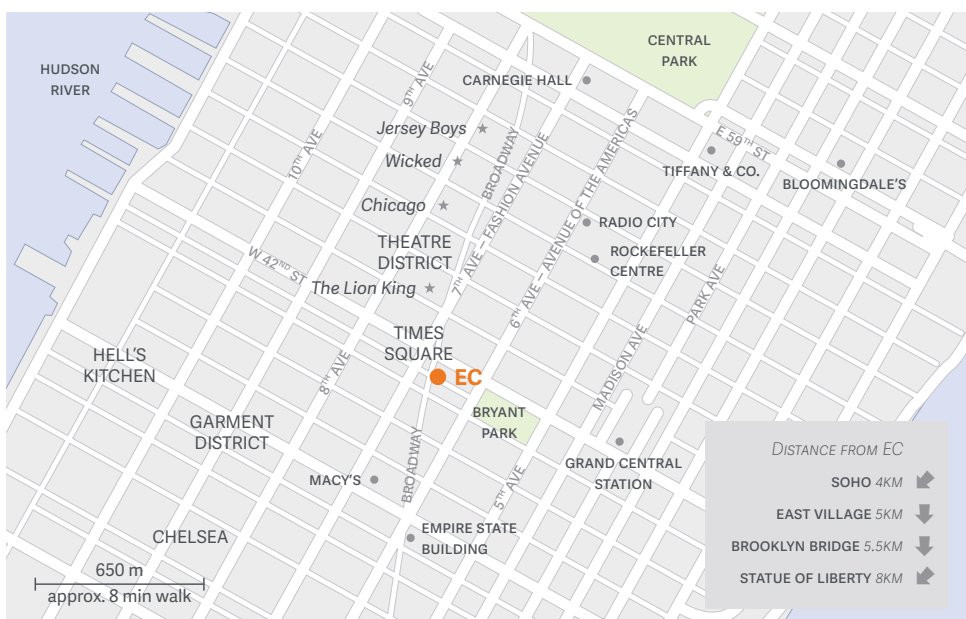 HUDSON
RIVER
CENTRAL
PARK
CARNEGIE HALL
9TH AVE
Jersey Boys
10TH AVE
BROADWAY
E 59TH ST
Wicked
TIFFANY & CO.
BLOOMINGDALE'S
Chicago
7TH AVE – FASHION AVENUE
6TH AVE – AVENUE OF THE AMERICAS
RADIO CITY
THEATRE
DISTRICT
ROCKEFELLER
CENTRE
W 42ND ST
The Lion King
PARK AVE
TIMES
SQUARE
HELL'S
KITCHEN
8TH AVE
EC
MADISON AVE
BRYANT
PARK
GARMENT
DISTRICT
GRAND CENTRAL
STATION
BROADWAY
5TH AVE
MACY'S
EMPIRE STATE
BUILDING
CHELSEA
650 m
approx. 8 min walk
DISTANCE FROM EC
SOHO 4KM
EAST VILLAGE 5KM
BROOKLYN BRIDGE 5.5KM
STATUE OF LIBERTY 8KM